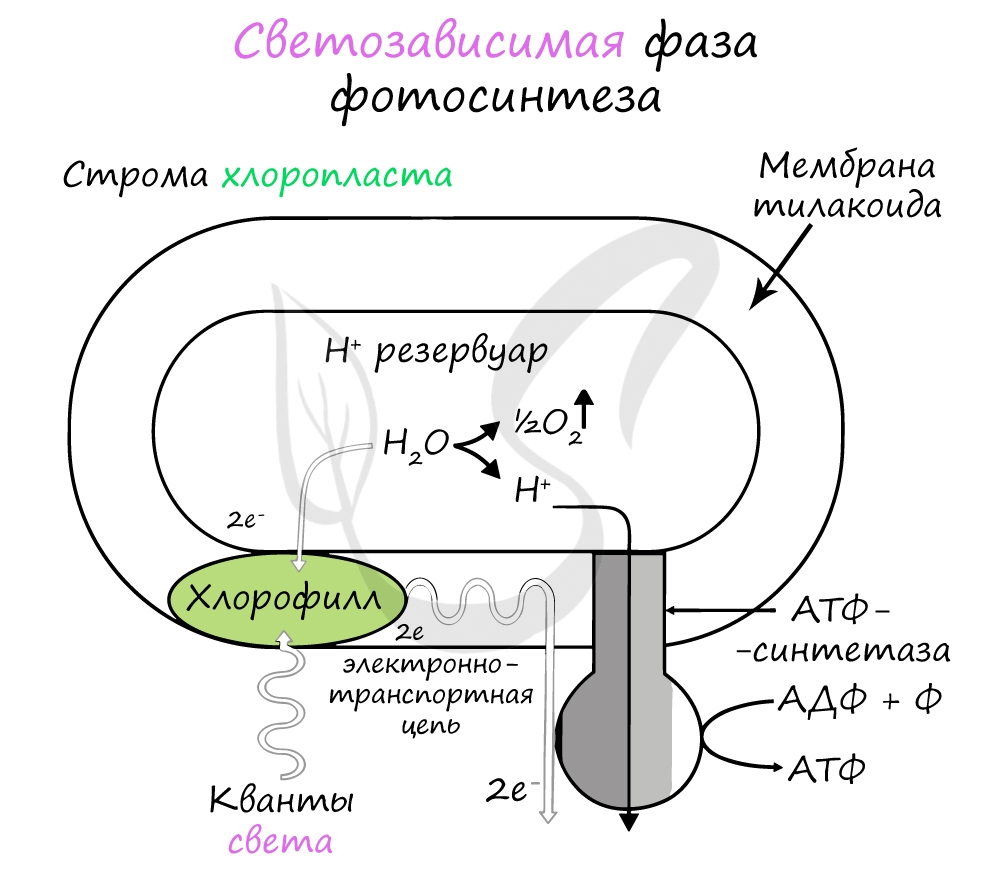 Светозависимая фаза
фотосинтеза
Строма хлоропласта
Мембрана
тилакоида
H⁺ резервуар
H₂O
½O₂
H⁺
2e⁻
Хлорофилл
2e
электронно-
транспортная
цепь
2e⁻
Кванты
света
АТФ-
-синтетаза
АДФ + Ф
АТФ